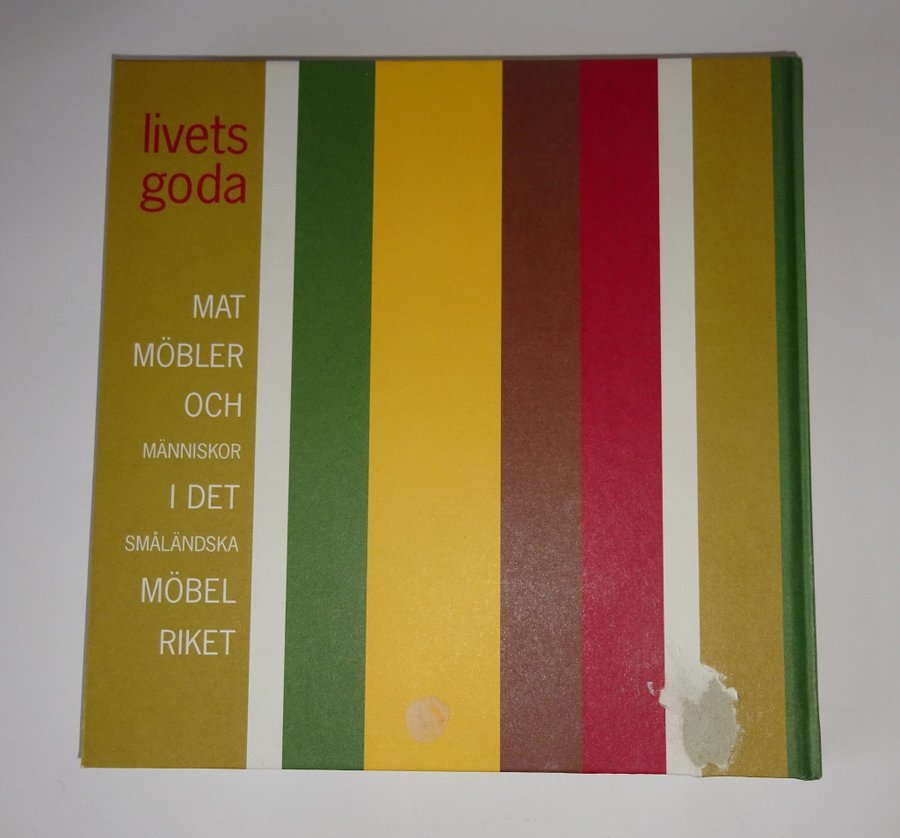 livets
goda
MAT
MÖBLER
OCH
MÄNNISKOR
I DET
SMÅLÄNDSKA
MÖBEL
RIKET